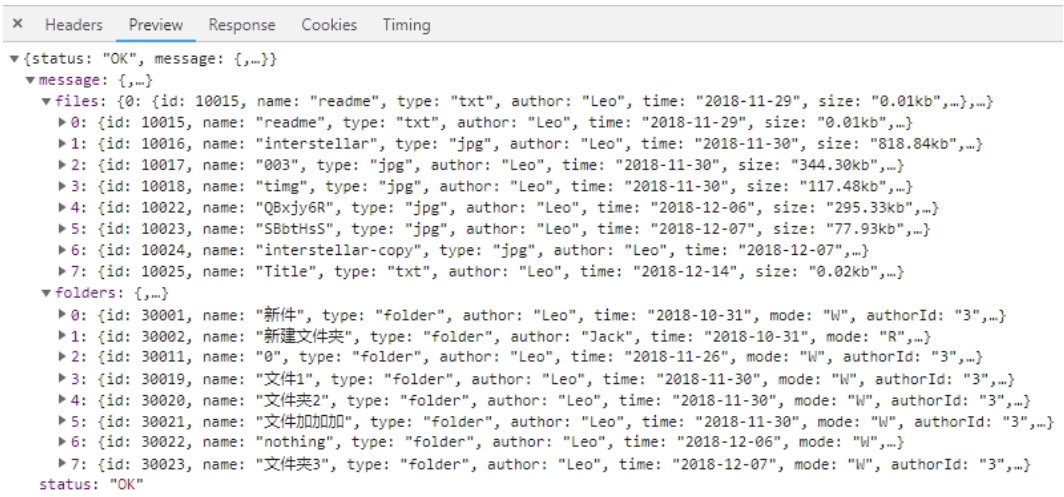 × Headers Preview Response Cookies Timing
▼{status: "OK", message: {,…}}
▼message: {,…}
▼files: {0: {id: 10015, name: "readme", type: "txt", author: "Leo", time: "2018-11-29", size: "0.01kb",…},…}
▶0: {id: 10015, name: "readme", type: "txt", author: "Leo", time: "2018-11-29", size: "0.01kb",…}
▶1: {id: 10016, name: "interstellar", type: "jpg", author: "Leo", time: "2018-11-30", size: "818.84kb",…}
▶2: {id: 10017, name: "003", type: "jpg", author: "Leo", time: "2018-11-30", size: "344.30kb",…}
▶3: {id: 10018, name: "timg", type: "jpg", author: "Leo", time: "2018-11-30", size: "117.48kb",…}
▶4: {id: 10022, name: "QBxjy6R", type: "jpg", author: "Leo", time: "2018-12-06", size: "295.33kb",…}
▶5: {id: 10023, name: "SBbtHsS", type: "jpg", author: "Leo", time: "2018-12-07", size: "77.93kb",…}
▶6: {id: 10024, name: "interstellar-copy", type: "jpg", author: "Leo", time: "2018-12-07",…}
▶7: {id: 10025, name: "Title", type: "txt", author: "Leo", time: "2018-12-14", size: "0.02kb",…}
▼folders: {,…}
▶0: {id: 30001, name: "新件", type: "folder", author: "Leo", time: "2018-10-31", mode: "W", authorId: "3",…}
▶1: {id: 30002, name: "新建文件夹", type: "folder", author: "Jack", time: "2018-10-31", mode: "R",…}
▶2: {id: 30011, name: "0", type: "folder", author: "Leo", time: "2018-11-26", mode: "W", authorId: "3",…}
▶3: {id: 30019, name: "文件1", type: "folder", author: "Leo", time: "2018-11-30", mode: "W", authorId: "3",…}
▶4: {id: 30020, name: "文件夹2", type: "folder", author: "Leo", time: "2018-11-30", mode: "W", authorId: "3",…}
▶5: {id: 30021, name: "文件加加加", type: "folder", author: "Leo", time: "2018-11-30", mode: "W", authorId: "3",…}
▶6: {id: 30022, name: "nothing", type: "folder", author: "Leo", time: "2018-12-06", mode: "W",…}
▶7: {id: 30023, name: "文件夹3", type: "folder", author: "Leo", time: "2018-12-07", mode: "W", authorId: "3",…}
status: "OK"